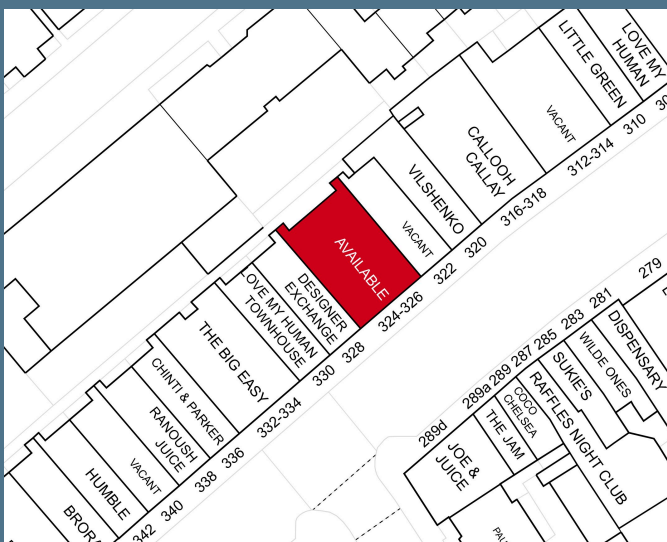 LOVE MY
HUMAN
LITTLE GREEN
VACANT
CALLOOH
CALLAY
VILSHENKO
VACANT
AVAILABLE
DESIGNER
EXCHANGE
LOVE MY HUMAN
TOWNHOUSE
THE BIG EASY
CHINTI & PARKER
RANOUSH
JUICE
VACANT
HUMBLE
310
312-314
316-318
320
322
324-326
328
330
332-334
336
338
340
342
279
281
283
285
287
289
289a
289d
DISPENSARY
WILDE ONES
SUKIE'S
RAFFLES NIGHT CLUB
COCO
CHELSEA
THE JAM
JOE &
JUICE